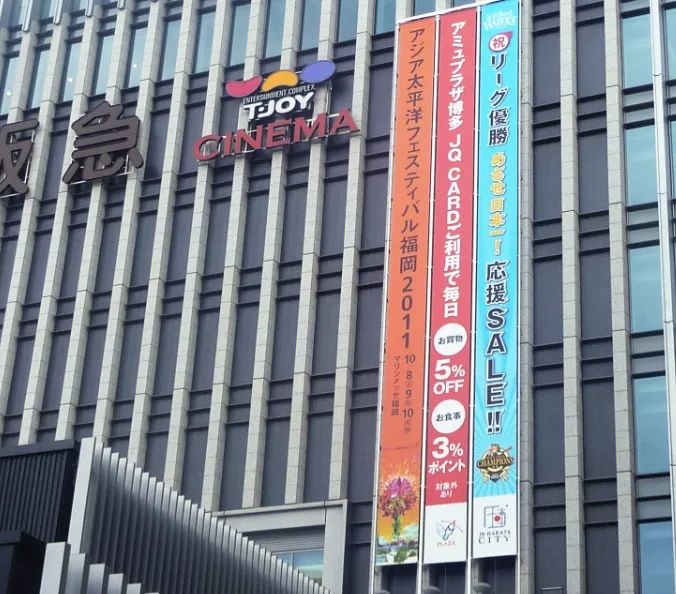 阪急
ENTERTAINMENT COMPLEX
T·JOY
CINEMA
アジア太平洋フェスティバル福岡2011
10 8 9 10
マリンメッセ福岡
アミュプラザ博多 JQ CARDご利用で毎日
お買物
5%
OFF
お食事
3%
ポイント
対象外
あり
PLAZA
HAWKS
祝
リーグ優勝
めざせ日本一!
応援SALE!!
CHAMPIONS
JR HAKATA
CITY